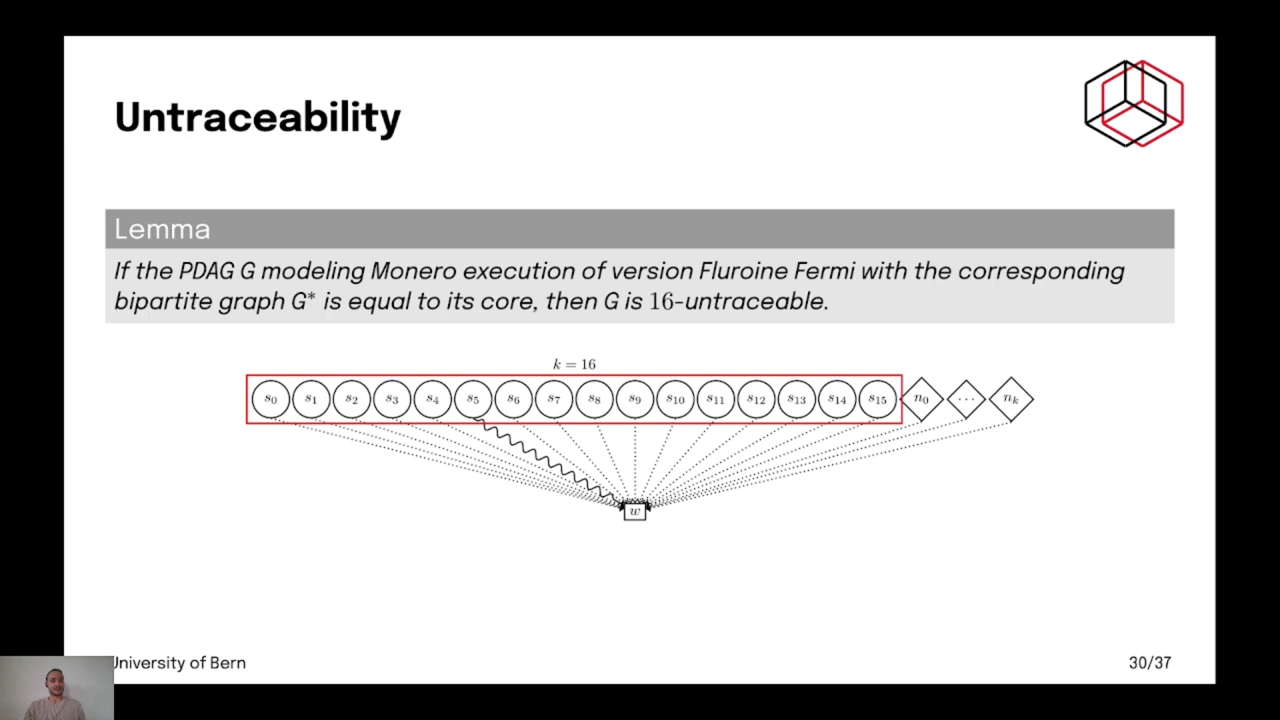 Untraceability
Lemma
If the PDAG G modeling Monero execution of version Fluroine Fermi with the corresponding
bipartite graph G* is equal to its core, then G is 16-untraceable.
k = 16
s₀ s₁ s₂ s₃ s₄ s₅ s₆ s₇ s₈ s₉ s₁₀ s₁₁ s₁₂ s₁₃ s₁₄ s₁₅ n₀ ... nₖ
w
University of Bern
30/37